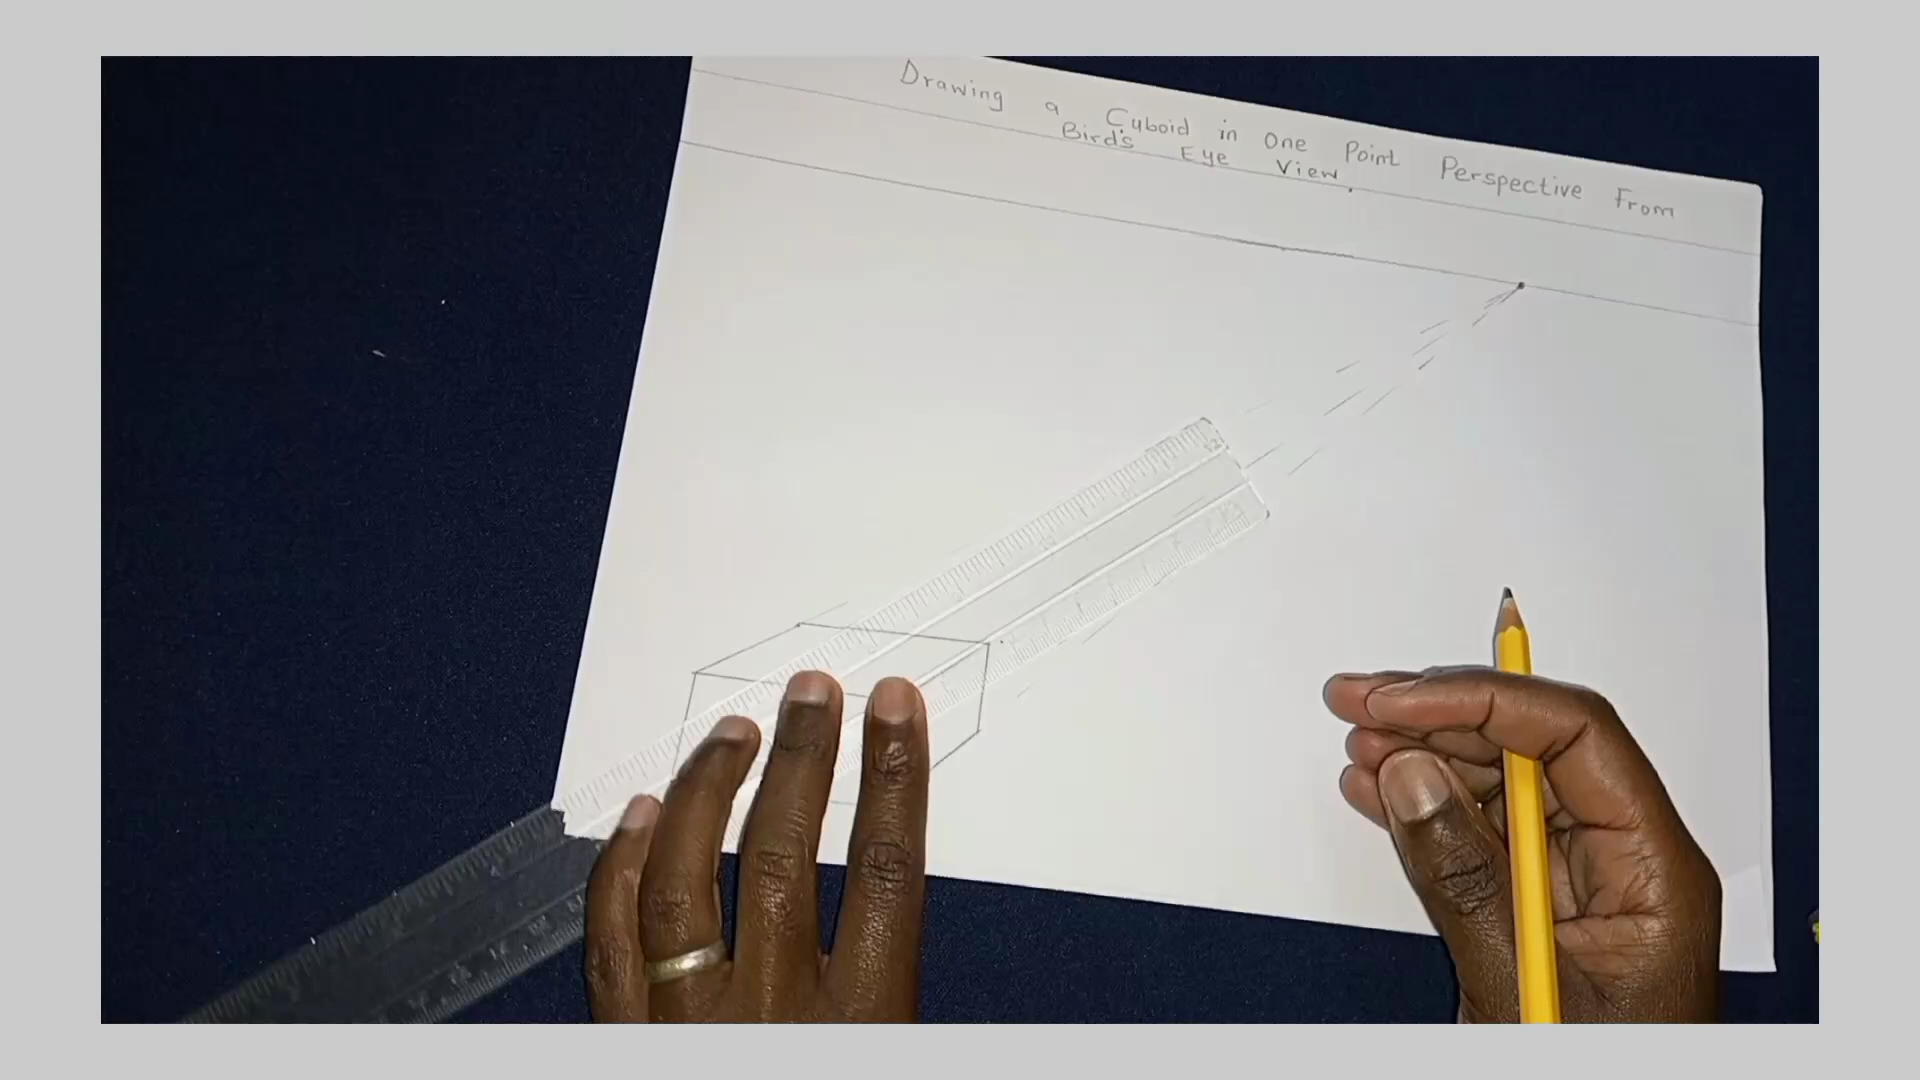 Drawing a Cuboid in One Point Perspective From
Bird's Eye View.